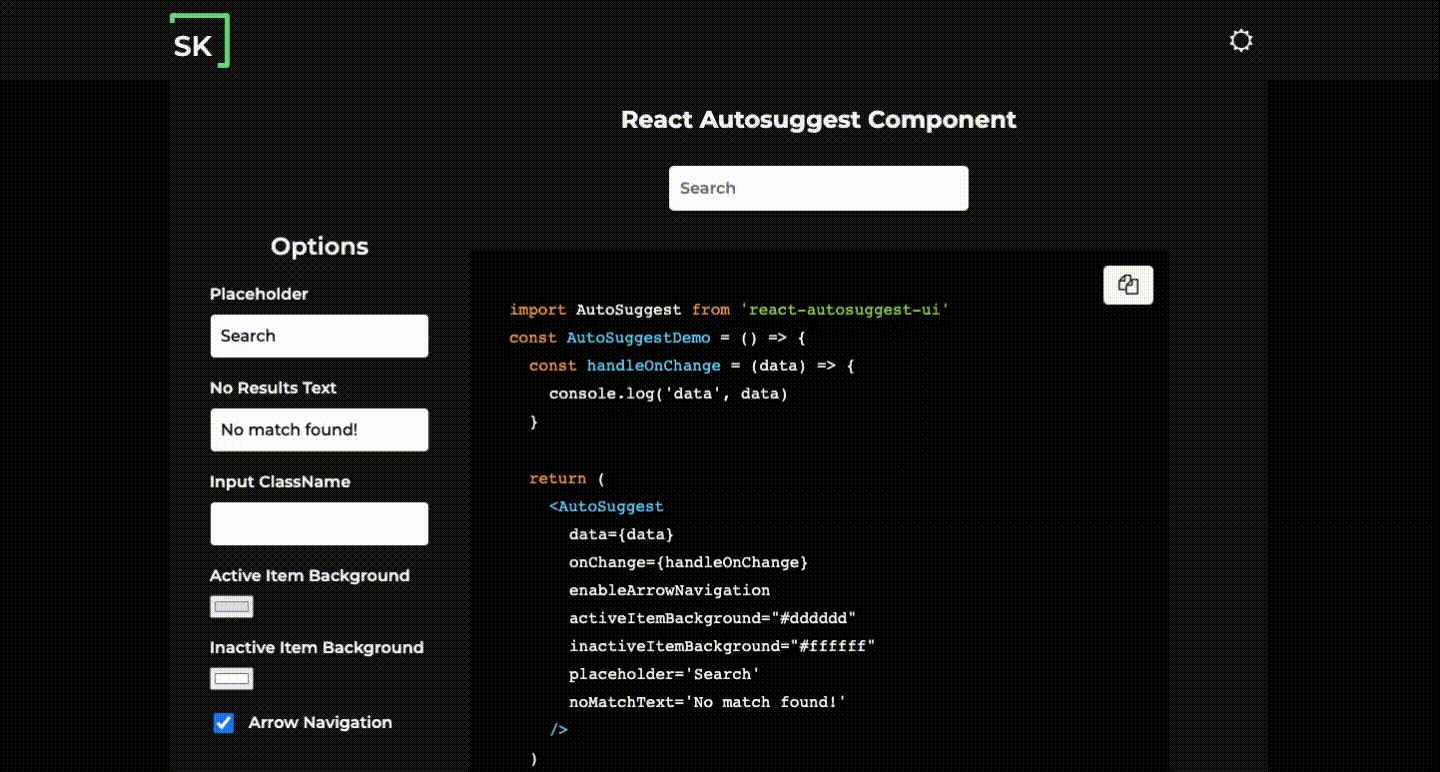 SK
React Autosuggest Component
Search
Options
Placeholder
Search
No Results Text
No match found!
Input ClassName
Active Item Background
Inactive Item Background
Arrow Navigation
import AutoSuggest from 'react-autosuggest-ui'
const AutoSuggestDemo = () => {
const handleOnChange = (data) => {
console.log('data', data)
}
return (
<AutoSuggest
data={data}
onChange={handleOnChange}
enableArrowNavigation
activeItemBackground="#dddddd"
inactiveItemBackground="#ffffff"
placeholder='Search'
noMatchText='No match found!'
/>
)